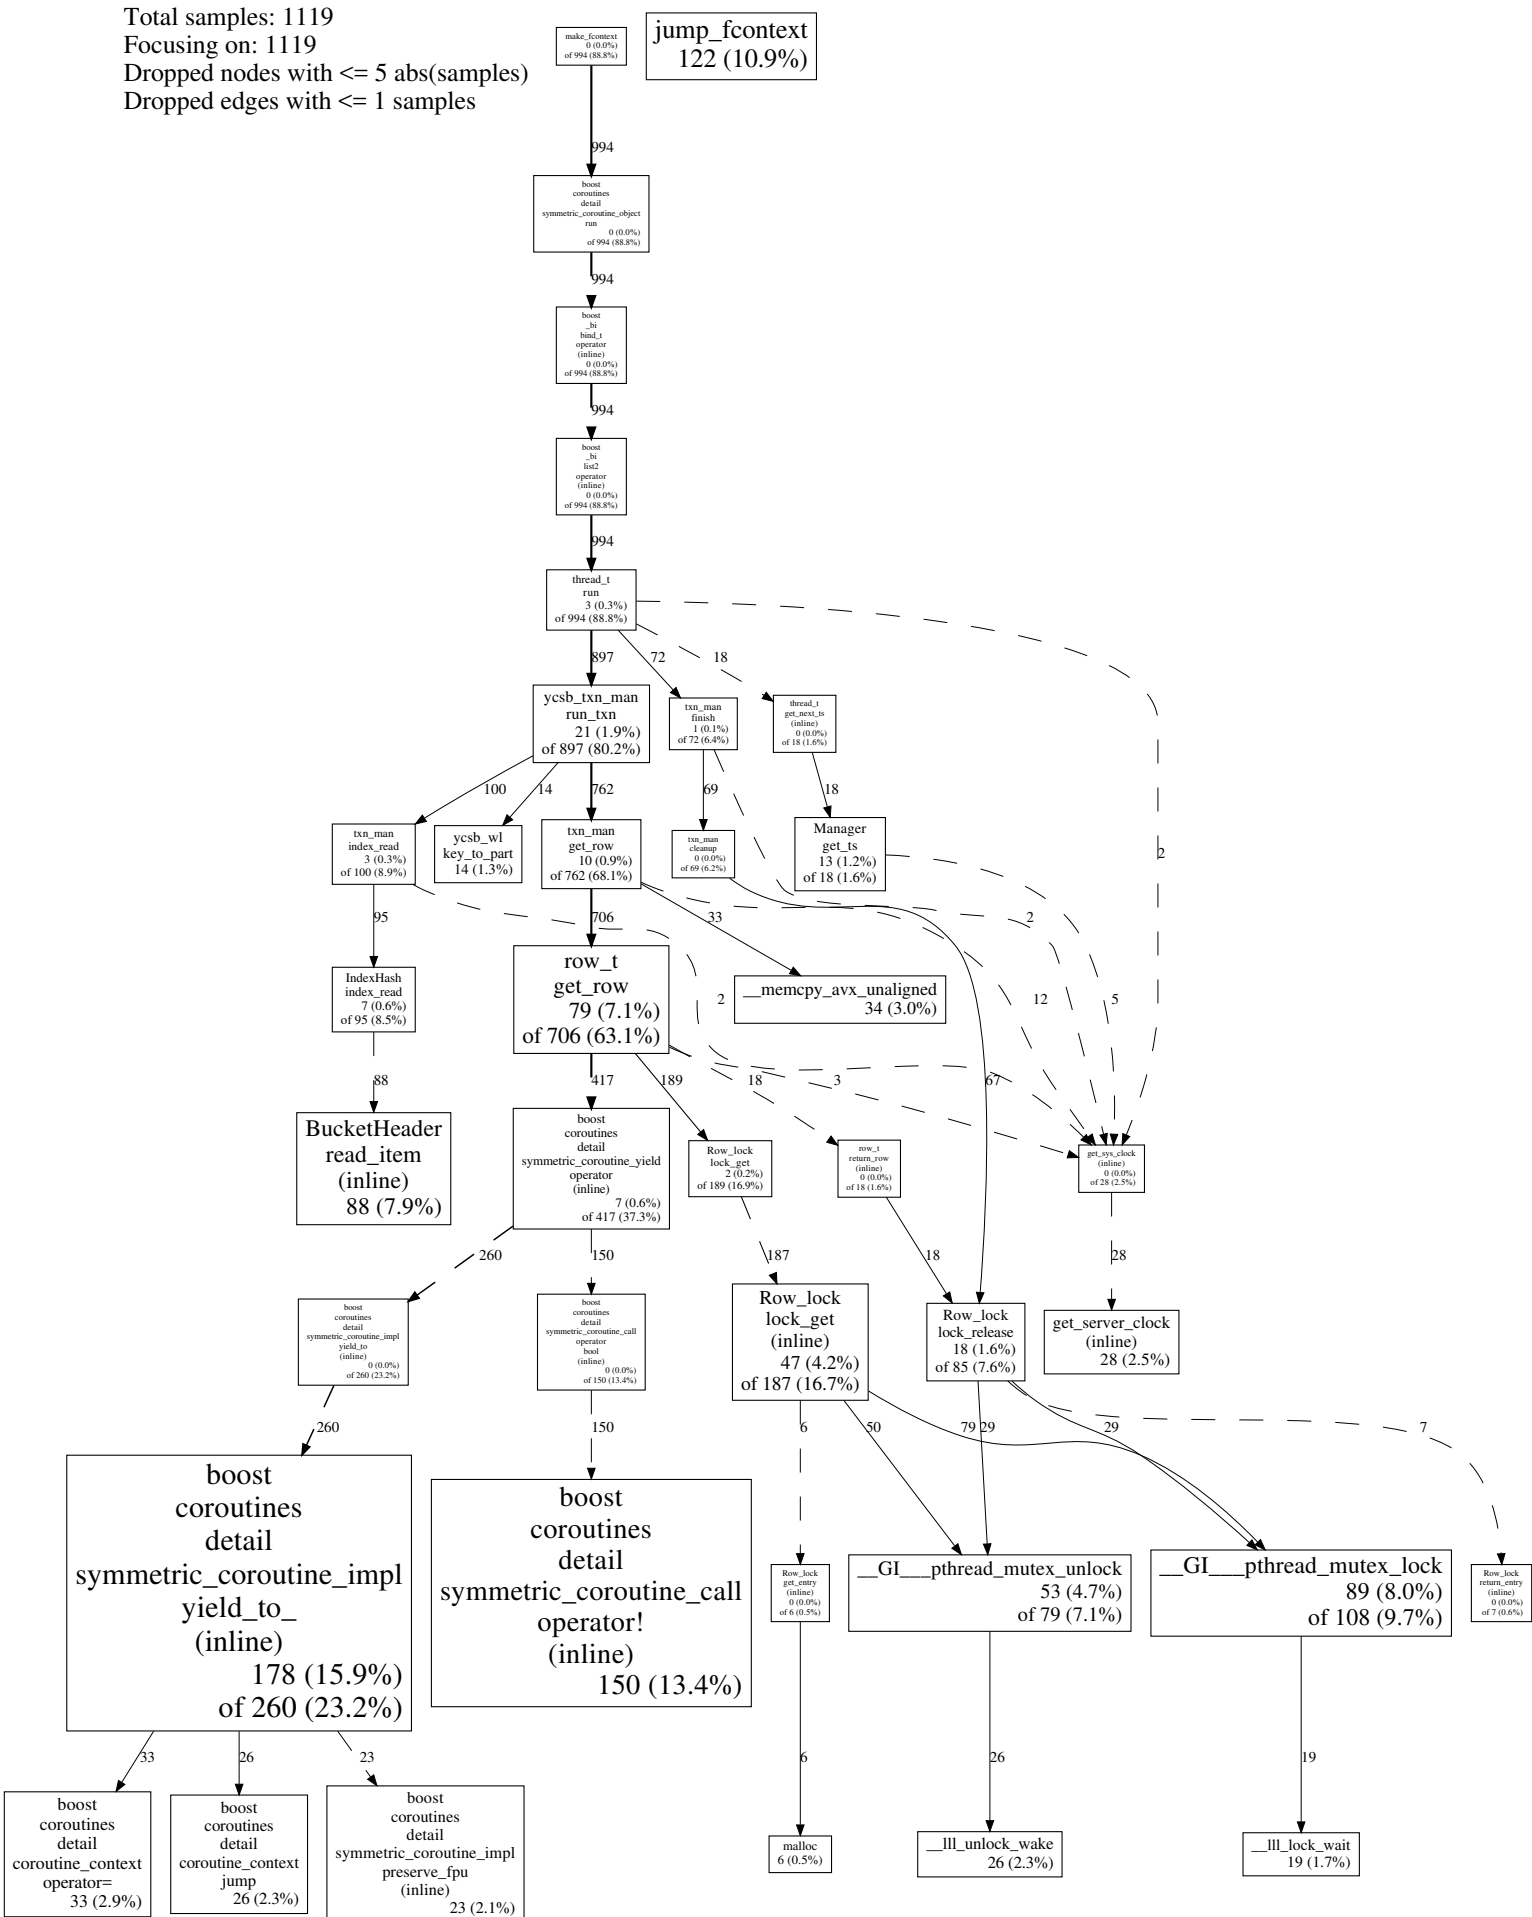 Total samples: 1119
Focusing on: 1119
Dropped nodes with <= 5 abs(samples)
Dropped edges with <= 1 samples
make_fcontext
0 (0.0%)
of 994 (88.8%)
jump_fcontext
122 (10.9%)
994
boost
coroutines
detail
symmetric_coroutine_object
run
0 (0.0%)
of 994 (88.8%)
994
boost
_bi
bind_t
operator
(inline)
0 (0.0%)
of 994 (88.8%)
994
boost
_bi
list2
operator
(inline)
0 (0.0%)
of 994 (88.8%)
994
thread_t
run
3 (0.3%)
of 994 (88.8%)
897
72
18
2
ycsb_txn_man
run_txn
21 (1.9%)
of 897 (80.2%)
txn_man
finish
1 (0.1%)
of 72 (6.4%)
thread_t
get_next_ts
(inline)
0 (0.0%)
of 18 (1.6%)
100
14
762
69
18
txn_man
index_read
3 (0.3%)
of 100 (8.9%)
ycsb_wl
key_to_part
14 (1.3%)
txn_man
get_row
10 (0.9%)
of 762 (68.1%)
txn_man
cleanup
0 (0.0%)
of 69 (6.2%)
Manager
get_ts
13 (1.2%)
of 18 (1.6%)
95
706
33
2
2
12
5
IndexHash
index_read
7 (0.6%)
of 95 (8.5%)
row_t
get_row
79 (7.1%)
of 706 (63.1%)
__memcpy_avx_unaligned
34 (3.0%)
88
417
189
18
3
67
BucketHeader
read_item
(inline)
88 (7.9%)
boost
coroutines
detail
symmetric_coroutine_yield
operator
(inline)
7 (0.6%)
of 417 (37.3%)
Row_lock
lock_get
2 (0.2%)
of 189 (16.9%)
row_t
return_row
(inline)
0 (0.0%)
of 18 (1.6%)
get_sys_clock
(inline)
0 (0.0%)
of 28 (2.5%)
260
150
187
18
28
boost
coroutines
detail
symmetric_coroutine_impl
yield_to
(inline)
0 (0.0%)
of 260 (23.2%)
boost
coroutines
detail
symmetric_coroutine_call
operator
bool
(inline)
0 (0.0%)
of 150 (13.4%)
Row_lock
lock_get
(inline)
47 (4.2%)
of 187 (16.7%)
Row_lock
lock_release
18 (1.6%)
of 85 (7.6%)
get_server_clock
(inline)
28 (2.5%)
260
150
6
50
79
29
29
7
boost
coroutines
detail
symmetric_coroutine_impl
yield_to_
(inline)
178 (15.9%)
of 260 (23.2%)
boost
coroutines
detail
symmetric_coroutine_call
operator!
(inline)
150 (13.4%)
Row_lock
get_entry
(inline)
0 (0.0%)
of 6 (0.5%)
__GI___pthread_mutex_unlock
53 (4.7%)
of 79 (7.1%)
__GI___pthread_mutex_lock
89 (8.0%)
of 108 (9.7%)
Row_lock
return_entry
(inline)
0 (0.0%)
of 7 (0.6%)
33
26
23
6
26
19
boost
coroutines
detail
coroutine_context
operator=
33 (2.9%)
boost
coroutines
detail
coroutine_context
jump
26 (2.3%)
boost
coroutines
detail
symmetric_coroutine_impl
preserve_fpu
(inline)
23 (2.1%)
malloc
6 (0.5%)
__lll_unlock_wake
26 (2.3%)
__lll_lock_wait
19 (1.7%)